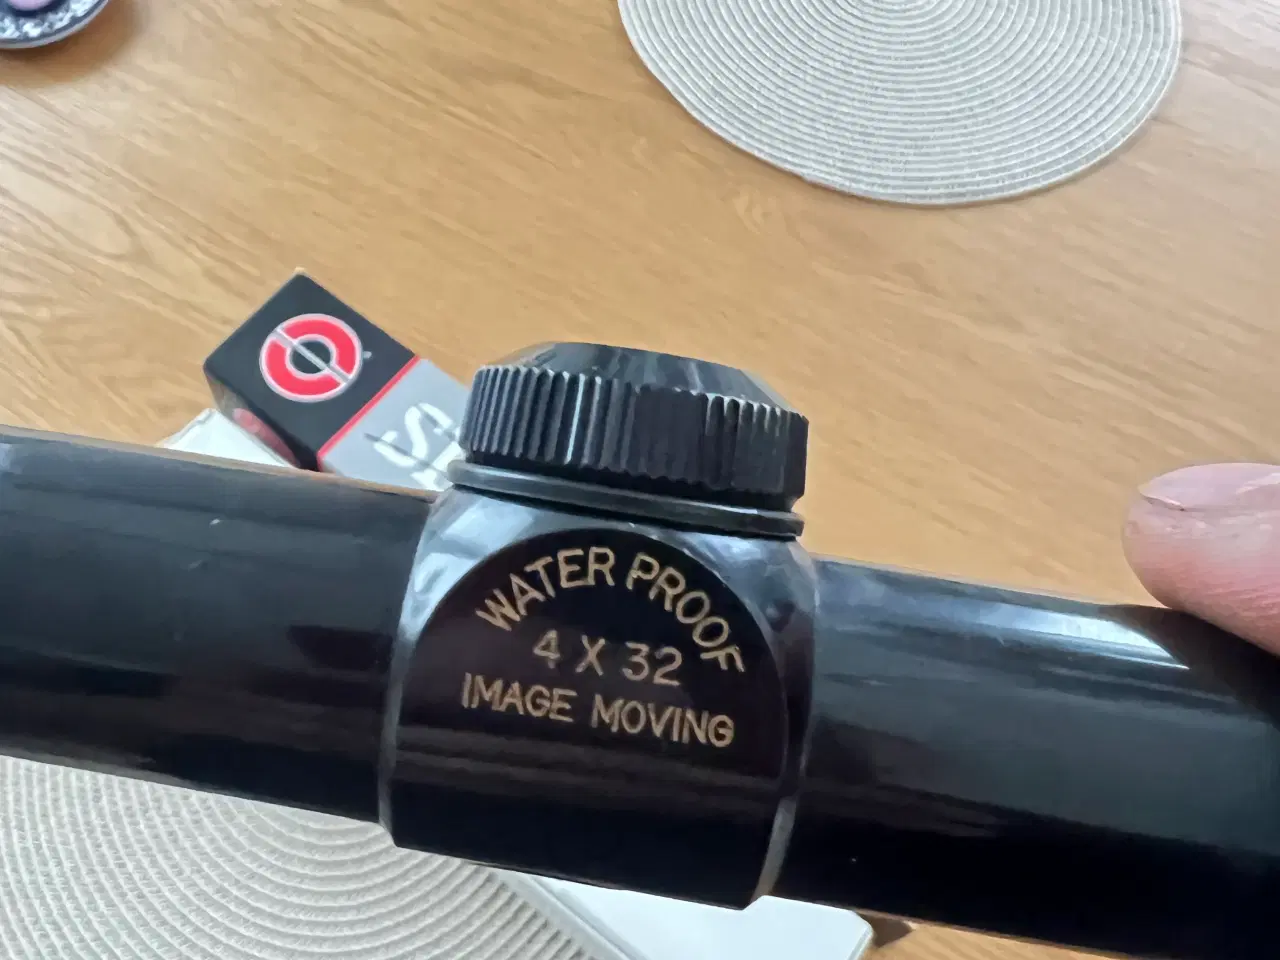 WATER PROOF
4 X 32
IMAGE MOVING